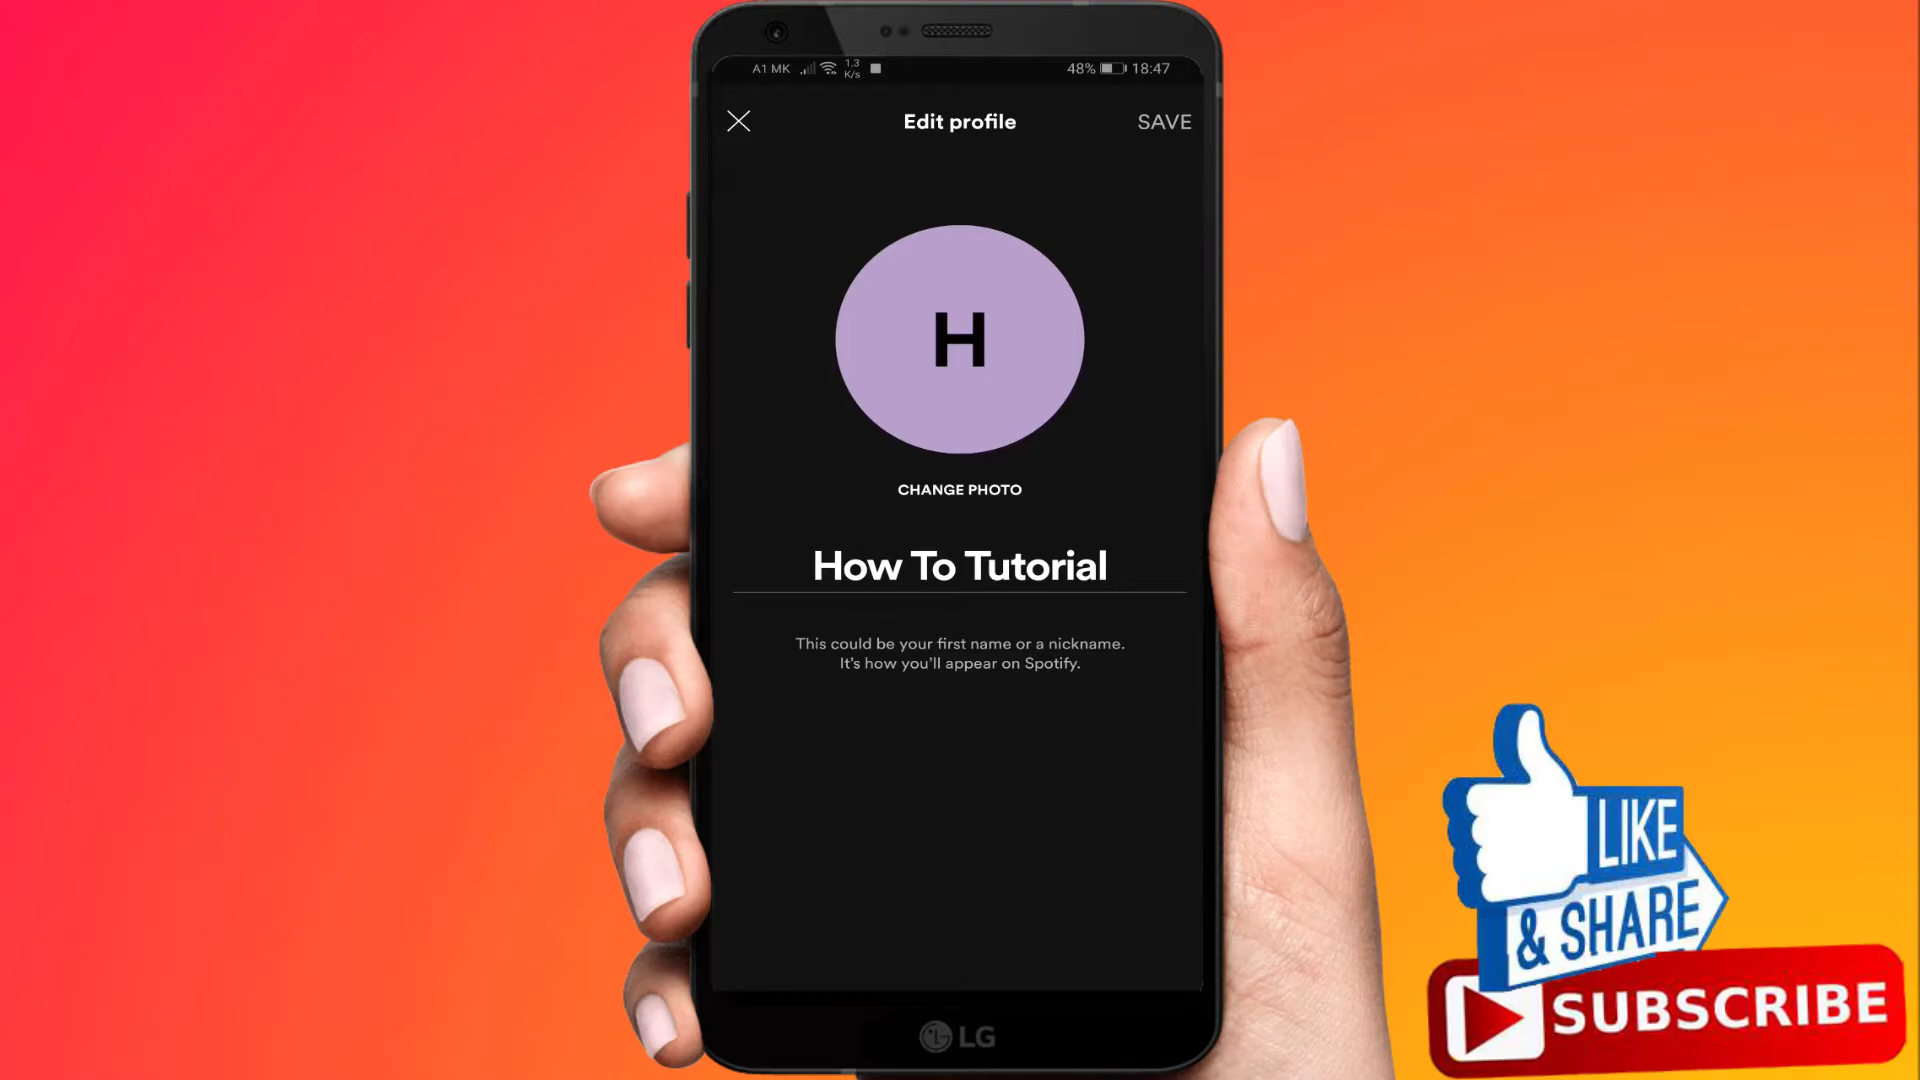 A1 MK
1.3
K/s
48%
18:47
Edit profile
SAVE
H
CHANGE PHOTO
How To Tutorial
This could be your first name or a nickname.
It's how you'll appear on Spotify.
LG
LIKE
& SHARE
SUBSCRIBE